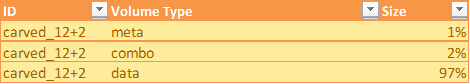 ID Volume Type Size
carved_12+2 meta 1%
carved_12+2 combo 2%
carved_12+2 data 97%